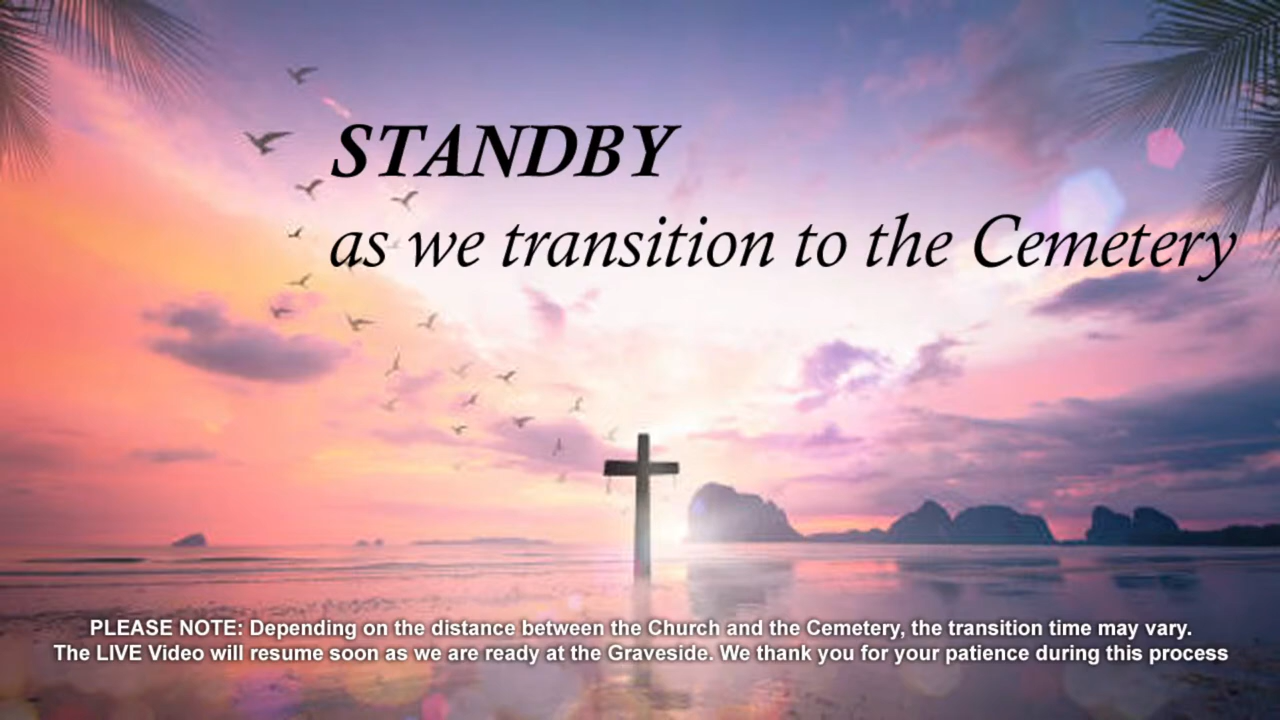 STANDBY
as we transition to the Cemetery
PLEASE NOTE: Depending on the distance between the Church and the Cemetery, the transition time may vary.
The LIVE Video will resume soon as we are ready at the Graveside. We thank you for your patience during this process